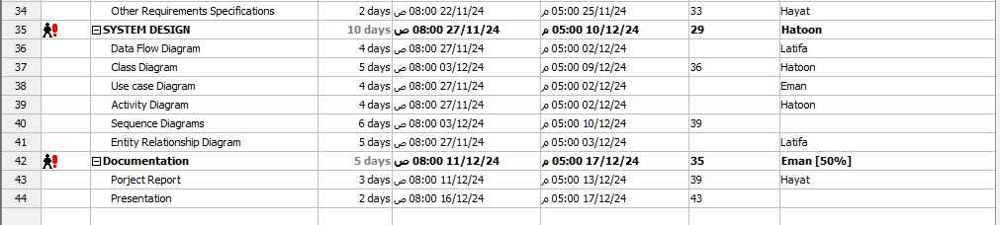 34 Other Requirements Specifications 2 days ص 08:00 22/11/24 م 05:00 25/11/24 33 Hayat
35 SYSTEM DESIGN 10 days ص 08:00 27/11/24 م 05:00 10/12/24 29 Hatoon
36 Data Flow Diagram 4 days ص 08:00 27/11/24 م 05:00 02/12/24 Latifa
37 Class Diagram 5 days ص 08:00 03/12/24 م 05:00 09/12/24 36 Hatoon
38 Use case Diagram 4 days ص 08:00 27/11/24 م 05:00 02/12/24 Eman
39 Activity Diagram 4 days ص 08:00 27/11/24 م 05:00 02/12/24 Hatoon
40 Sequence Diagrams 6 days ص 08:00 03/12/24 م 05:00 10/12/24 39
41 Entity Relationship Diagram 5 days ص 08:00 27/11/24 م 05:00 03/12/24 Latifa
42 Documentation 5 days ص 08:00 11/12/24 م 05:00 17/12/24 35 Eman [50%]
43 Porject Report 3 days ص 08:00 11/12/24 م 05:00 13/12/24 39 Hayat
44 Presentation 2 days ص 08:00 16/12/24 م 05:00 17/12/24 43